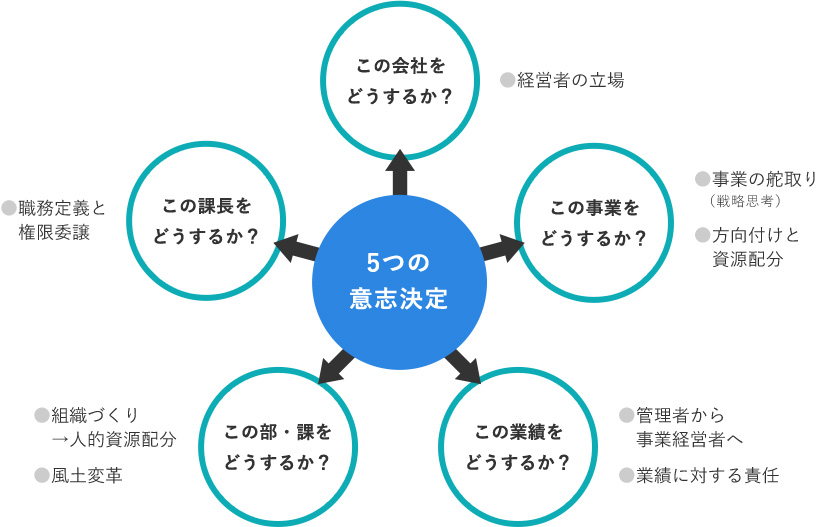 この会社を
どうするか？
●経営者の立場
この課長を
どうするか？
●職務定義と
権限委譲
この事業を
どうするか？
●事業の舵取り
（戦略思考）
●方向付けと
資源配分
5つの
意志決定
この部・課を
どうするか？
●組織づくり
→人的資源配分
●風土変革
この業績を
どうするか？
●管理者から
事業経営者へ
●業績に対する責任